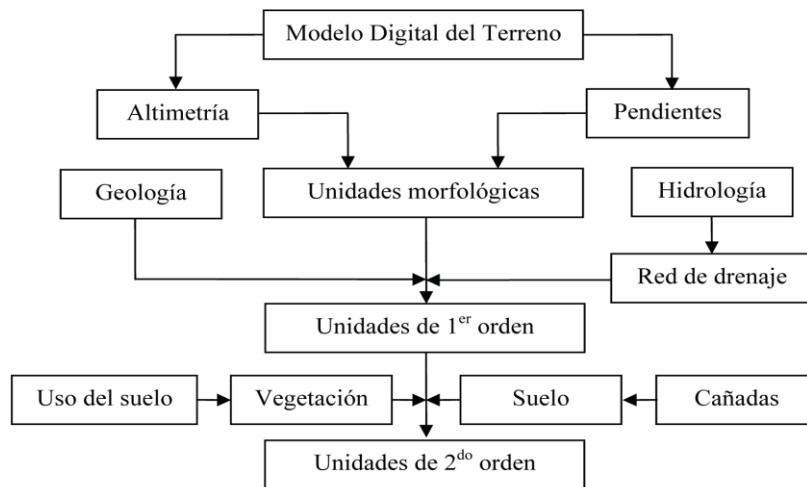 Modelo Digital del Terreno
Altimetría
Pendientes
Geología
Unidades morfológicas
Hidrología
Red de drenaje
Unidades de 1er orden
Uso del suelo
Vegetación
Suelo
Cañadas
Unidades de 2do orden